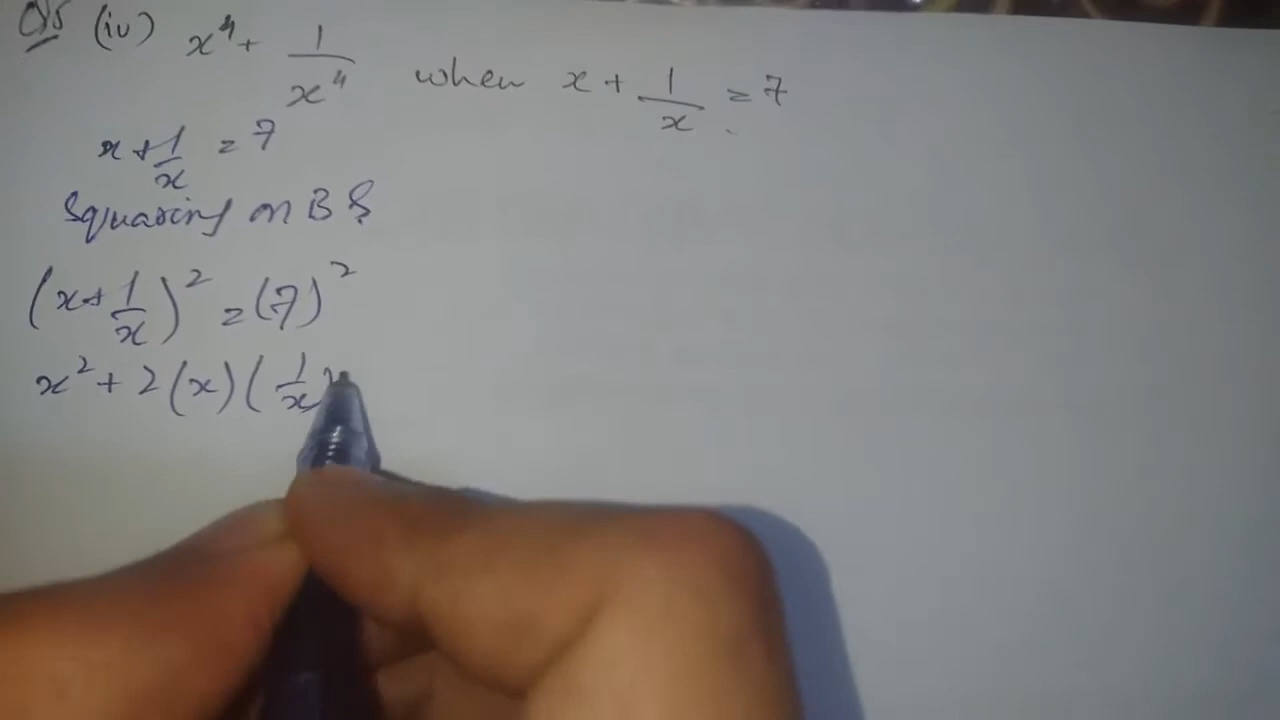 Q5 (iv) x⁴ + 1/x⁴ when x + 1/x = 7
x + 1/x = 7
Squaring on B S
(x + 1/x)² = (7)²
x² + 2(x)(1/x)